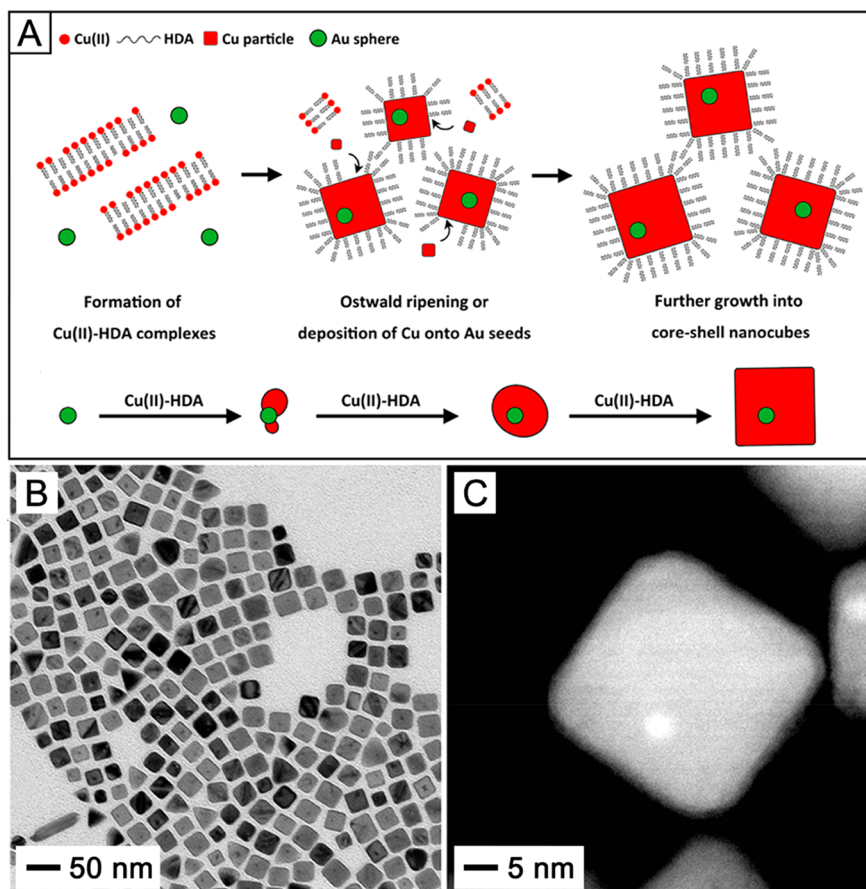 A
Cu(II) HDA Cu particle Au sphere
Formation of
Cu(II)-HDA complexes
Ostwald ripening or
deposition of Cu onto Au seeds
Further growth into
core-shell nanocubes
Cu(II)-HDA Cu(II)-HDA Cu(II)-HDA
B
C
50 nm
5 nm